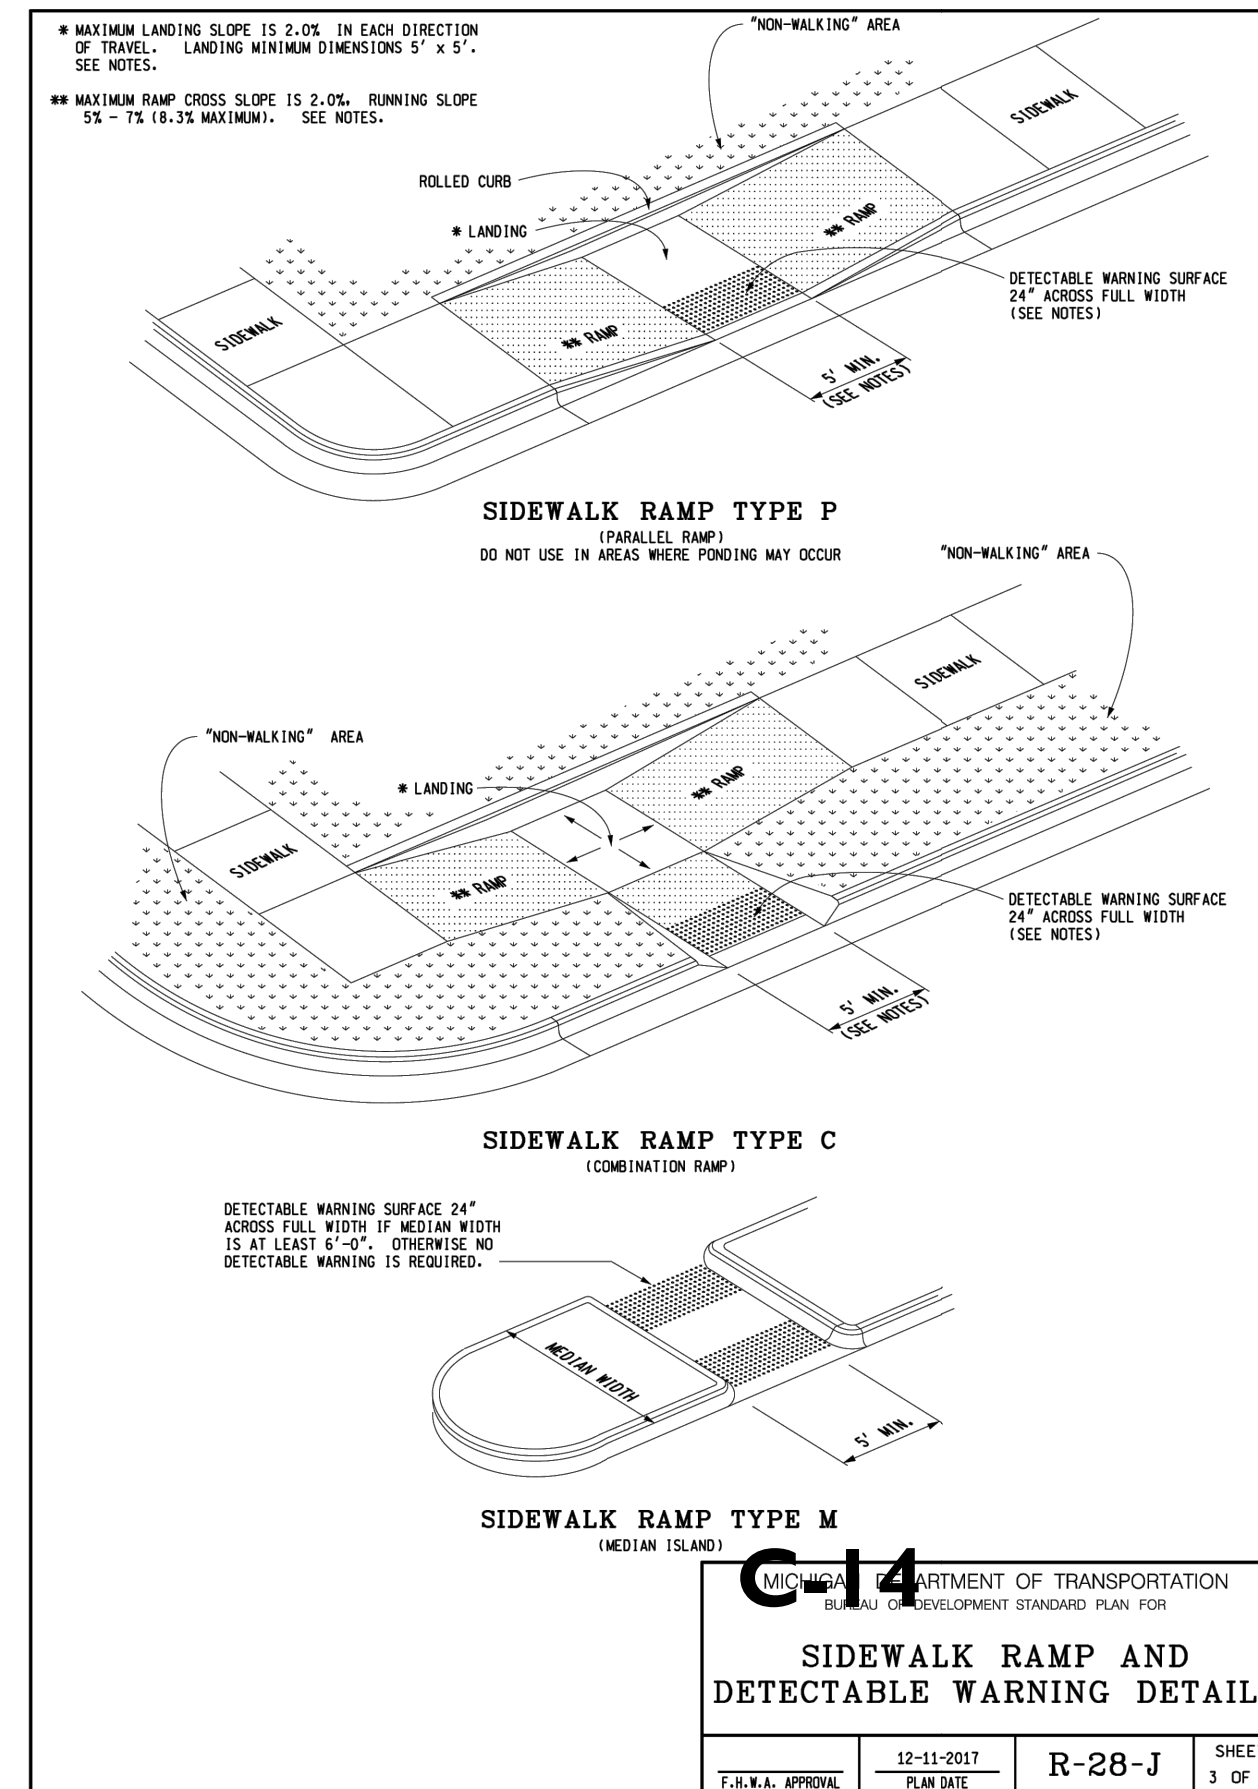 * MAXIMUM LANDING SLOPE IS 2.0% IN EACH DIRECTION
OF TRAVEL. LANDING MINIMUM DIMENSIONS 5' x 5'.
SEE NOTES.
** MAXIMUM RAMP CROSS SLOPE IS 2.0%, RUNNING SLOPE
5% - 7% (8.3% MAXIMUM). SEE NOTES.
"NON-WALKING" AREA
SIDEWALK
ROLLED CURB
* LANDING
** RAMP
DETECTABLE WARNING SURFACE
24" ACROSS FULL WIDTH
(SEE NOTES)
SIDEWALK
** RAMP
5' MIN.
(SEE NOTES)
SIDEWALK RAMP TYPE P
(PARALLEL RAMP)
DO NOT USE IN AREAS WHERE PONDING MAY OCCUR
"NON-WALKING" AREA
SIDEWALK
"NON-WALKING" AREA
* LANDING
** RAMP
SIDEWALK
** RAMP
DETECTABLE WARNING SURFACE
24" ACROSS FULL WIDTH
(SEE NOTES)
5' MIN.
(SEE NOTES)
SIDEWALK RAMP TYPE C
(COMBINATION RAMP)
DETECTABLE WARNING SURFACE 24"
ACROSS FULL WIDTH IF MEDIAN WIDTH
IS AT LEAST 6'-0". OTHERWISE NO
DETECTABLE WARNING IS REQUIRED.
MEDIAN WIDTH
5' MIN.
SIDEWALK RAMP TYPE M
(MEDIAN ISLAND)
C-14
MICHIGAN DEPARTMENT OF TRANSPORTATION
BUREAU OF DEVELOPMENT STANDARD PLAN FOR
SIDEWALK RAMP AND
DETECTABLE WARNING DETAIL
F.H.W.A. APPROVAL
12-11-2017
PLAN DATE
R-28-J
SHEE
3 OF